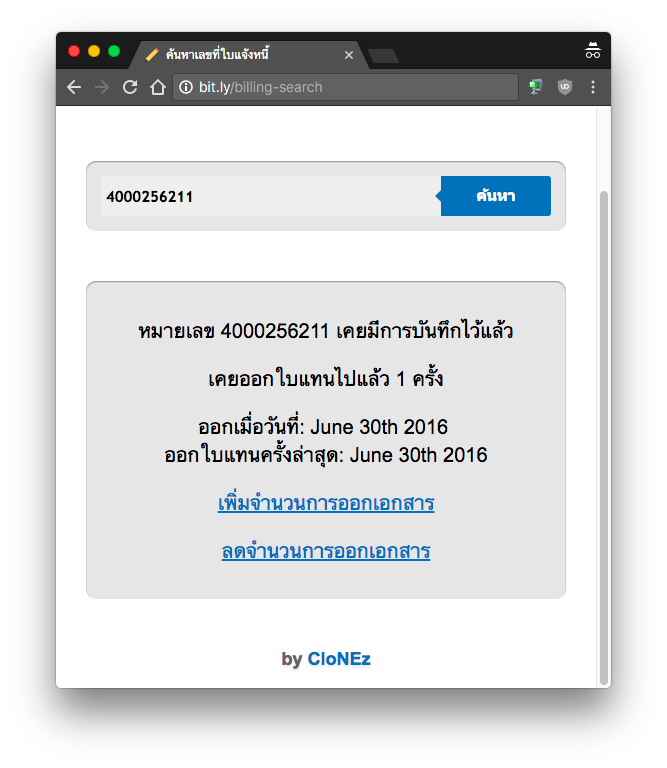 ค้นหาเลขที่ใบแจ้งหนี้
bit.ly/billing-search
4000256211
ค้นหา
หมายเลข 4000256211 เคยมีการบันทึกไว้แล้ว
เคยออกใบแทนไปแล้ว 1 ครั้ง
ออกเมื่อวันที่: June 30th 2016
ออกใบแทนครั้งล่าสุด: June 30th 2016
เพิ่มจำนวนการออกเอกสาร
ลดจำนวนการออกเอกสาร
by CloNEz